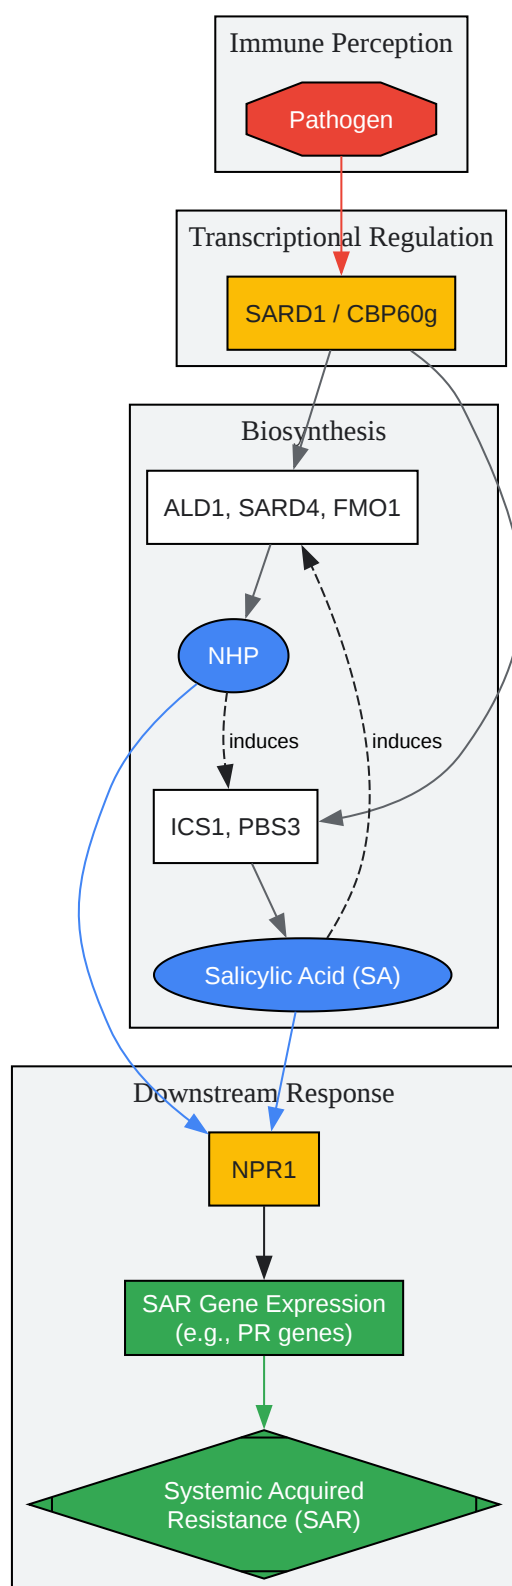 Immune Perception
Pathogen
Transcriptional Regulation
SARD1 / CBP60g
Biosynthesis
ALD1, SARD4, FMO1
NHP
induces
induces
ICS1, PBS3
Salicylic Acid (SA)
Downstream Response
NPR1
SAR Gene Expression
(e.g., PR genes)
Systemic Acquired
Resistance (SAR)